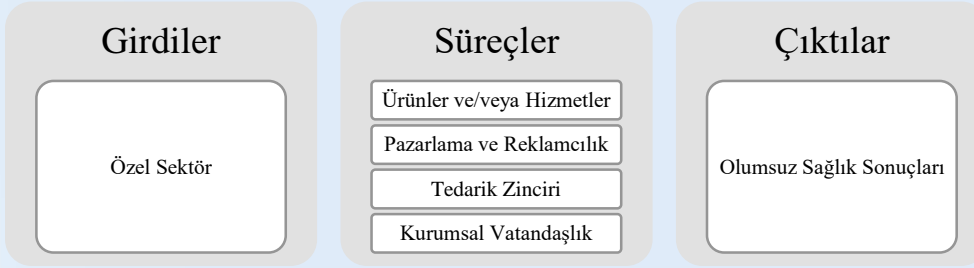 Girdiler
Özel Sektör
Süreçler
Ürünler ve/veya Hizmetler
Pazarlama ve Reklamcılık
Tedarik Zinciri
Kurumsal Vatandaşlık
Çıktılar
Olumsuz Sağlık Sonuçları